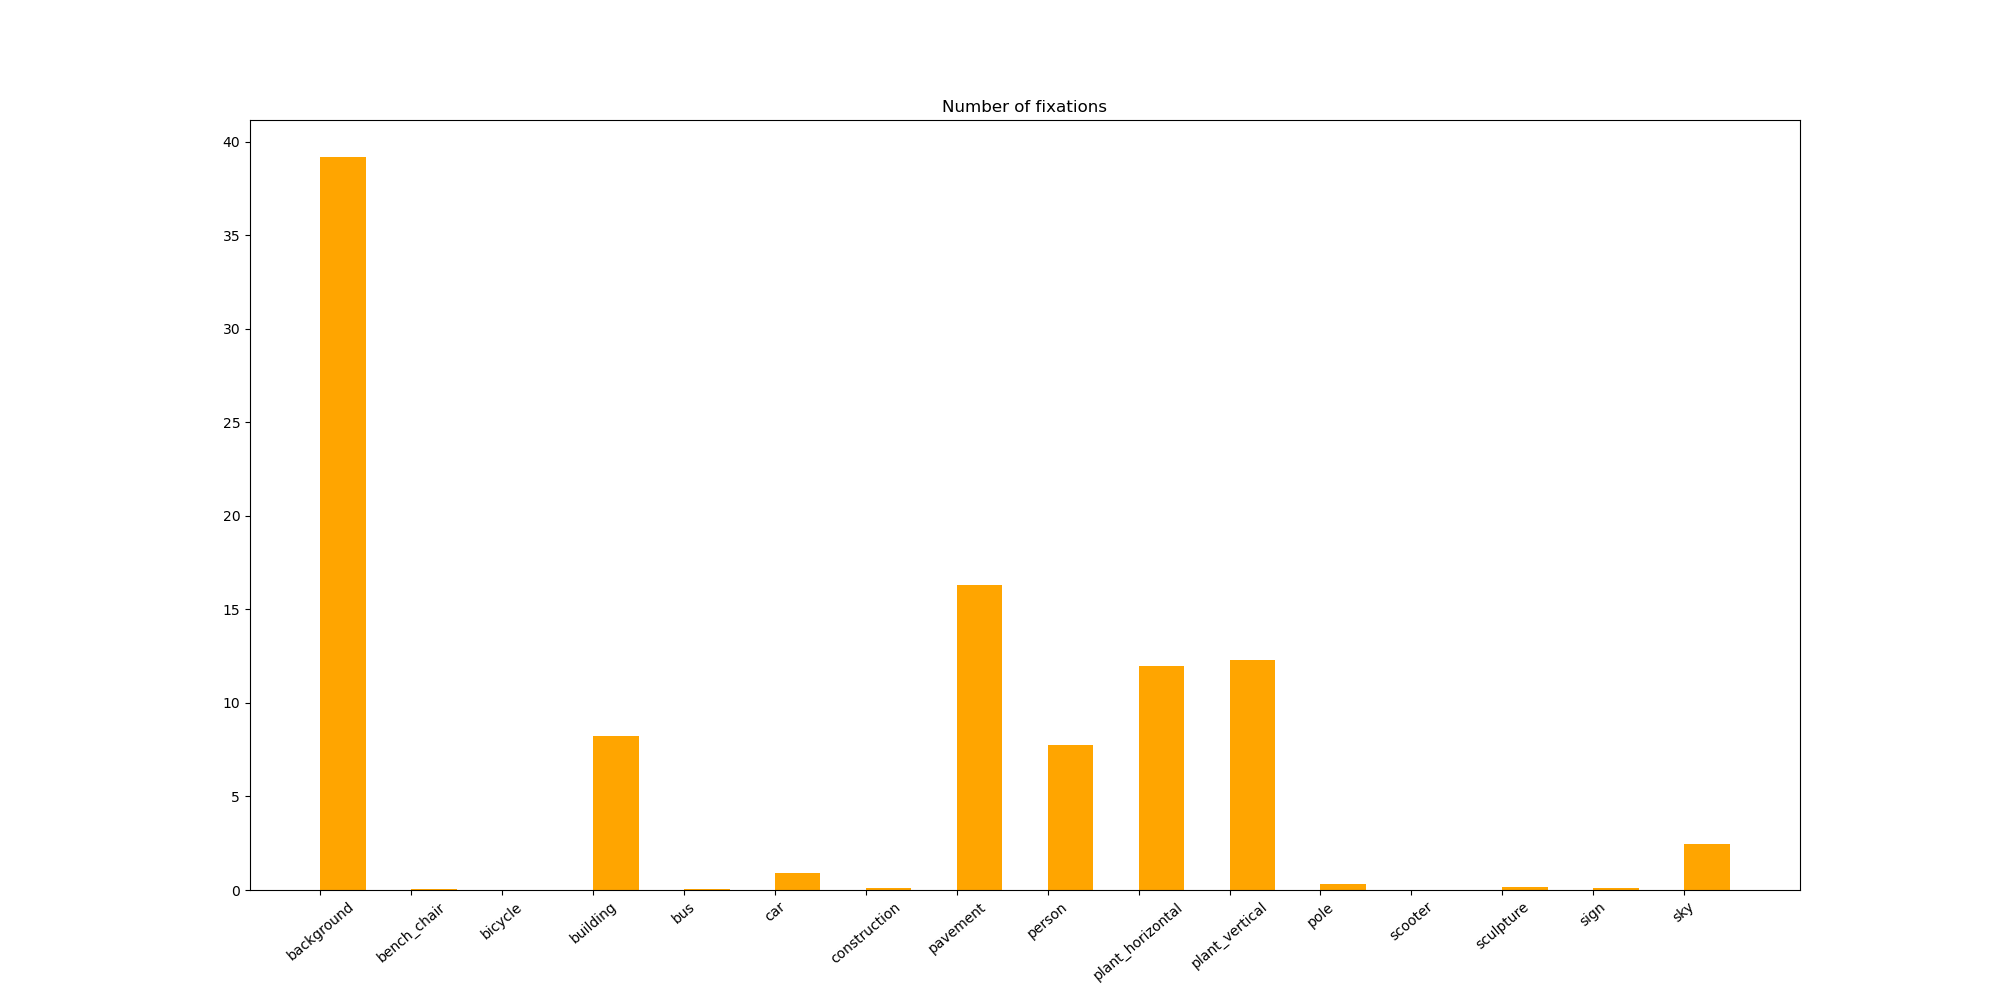 Number of fixations
40
35
30
25
20
15
10
5
0
background
bench_chair
bicycle
building
bus
car
construction
pavement
person
plant_horizontal
plant_vertical
pole
scooter
sculpture
sign
sky